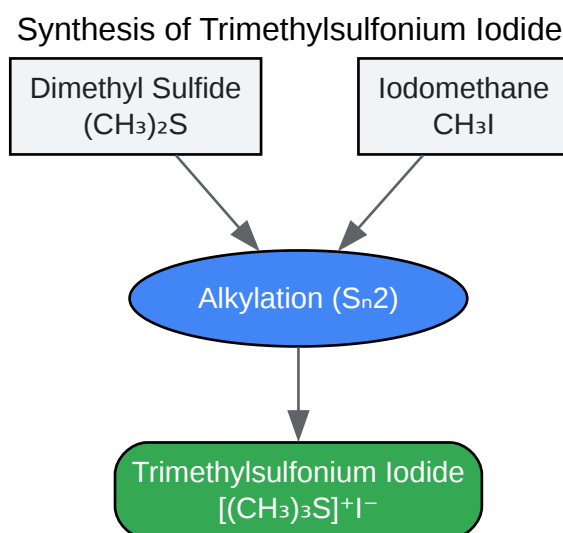 Synthesis of Trimethylsulfonium Iodide
Dimethyl Sulfide
(CH₃)₂S
Iodomethane
CH₃I
Alkylation (Sₙ2)
Trimethylsulfonium Iodide
[(CH₃)₃S]⁺I⁻